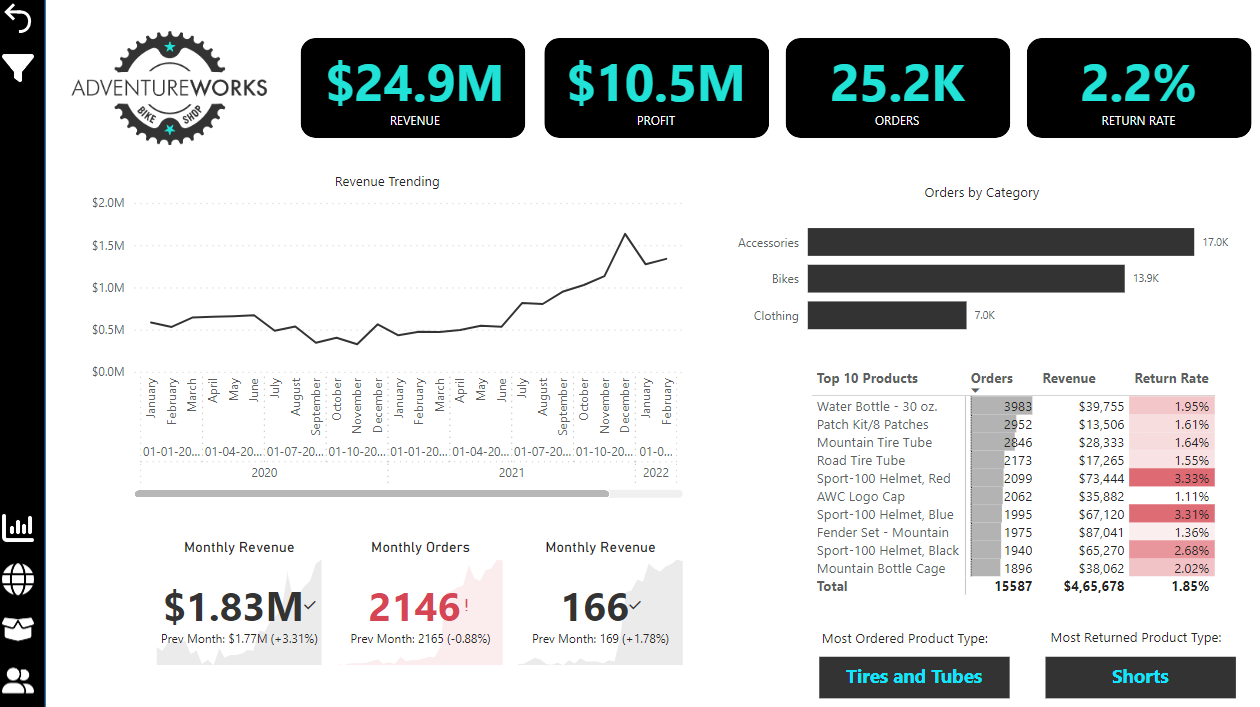 ADVENTUREWORKS
BIKE SHOP
$24.9M
REVENUE
$10.5M
PROFIT
25.2K
ORDERS
2.2%
RETURN RATE
Revenue Trending
$2.0M
$1.5M
$1.0M
$0.5M
$0.0M
January February March April May June July August September October November December January February March April May June July August September October November December January February
01-01-20... 01-04-20... 01-07-20... 01-10-20... 01-01-20... 01-04-20... 01-07-20... 01-10-20... 01-0...
2020 2021 2022
Orders by Category
Accessories 17.0K
Bikes 13.9K
Clothing 7.0K
Top 10 Products Orders Revenue Return Rate
Water Bottle - 30 oz. 3983 $39,755 1.95%
Patch Kit/8 Patches 2952 $13,506 1.61%
Mountain Tire Tube 2846 $28,333 1.64%
Road Tire Tube 2173 $17,265 1.55%
Sport-100 Helmet, Red 2099 $73,444 3.33%
AWC Logo Cap 2062 $35,882 1.11%
Sport-100 Helmet, Blue 1995 $67,120 3.31%
Fender Set - Mountain 1975 $87,041 1.36%
Sport-100 Helmet, Black 1940 $65,270 2.68%
Mountain Bottle Cage 1896 $38,062 2.02%
Total 15587 $4,65,678 1.85%
Monthly Revenue
$1.83M
Prev Month: $1.77M (+3.31%)
Monthly Orders
2146!
Prev Month: 2165 (-0.88%)
Monthly Revenue
166
Prev Month: 169 (+1.78%)
Most Ordered Product Type:
Tires and Tubes
Most Returned Product Type:
Shorts